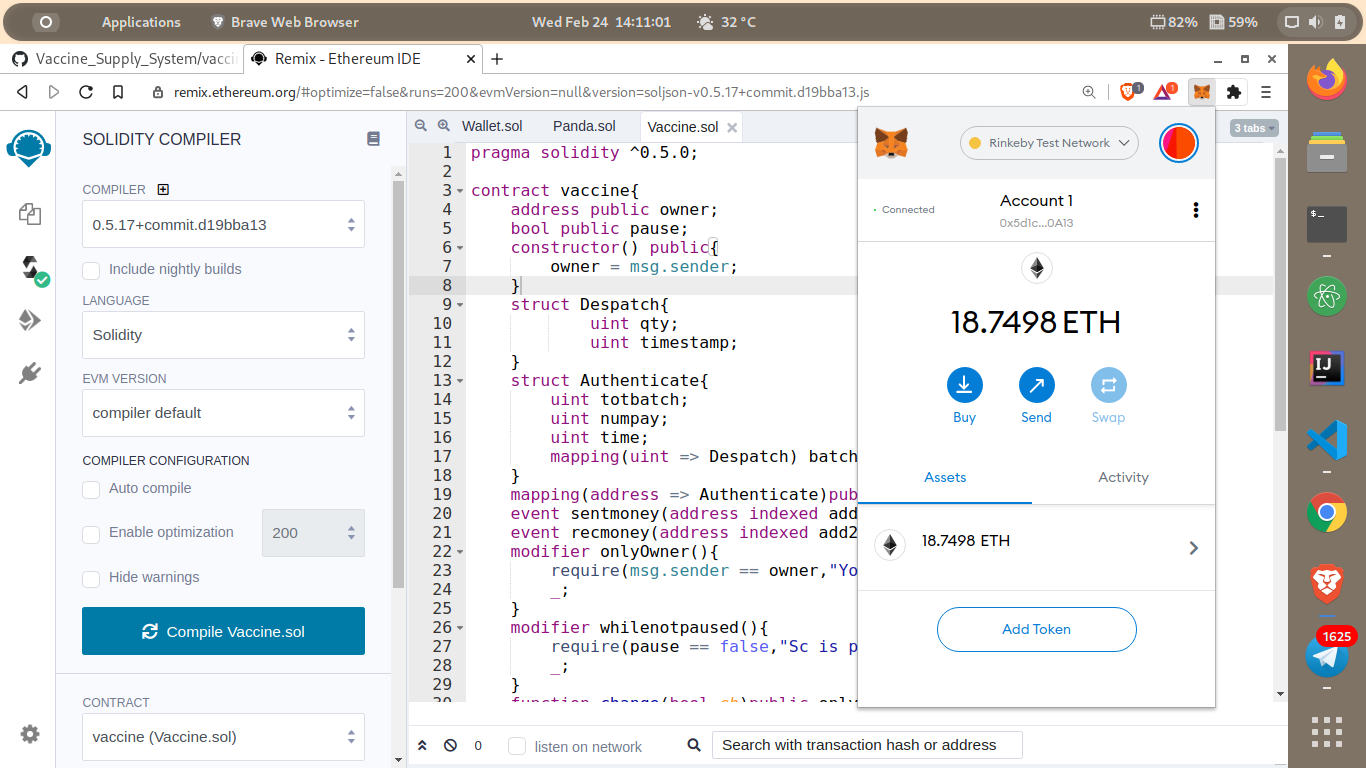 Applications
Brave Web Browser
Wed Feb 24 14:11:01
32 °C
82%
59%
Vaccine_Supply_System/vacci
Remix - Ethereum IDE
remix.ethereum.org/#optimize=false&runs=200&evmVersion=null&version=soljson-v0.5.17+commit.d19bba13.js
1
1
SOLIDITY COMPILER
COMPILER
0.5.17+commit.d19bba13
Include nightly builds
LANGUAGE
Solidity
EVM VERSION
compiler default
COMPILER CONFIGURATION
Auto compile
Enable optimization
200
Hide warnings
Compile Vaccine.sol
CONTRACT
vaccine (Vaccine.sol)
Wallet.sol
Panda.sol
Vaccine.sol
3 tabs
1 pragma solidity ^0.5.0;
2
3 contract vaccine{
4 address public owner;
5 bool public pause;
6 constructor() public{
7 owner = msg.sender;
8 }
9 struct Despatch{
10 uint qty;
11 uint timestamp;
12 }
13 struct Authenticate{
14 uint totbatch;
15 uint numpay;
16 uint time;
17 mapping(uint => Despatch) batch
18 }
19 mapping(address => Authenticate)pub
20 event sentmoney(address indexed add
21 event recmoney(address indexed add2
22 modifier onlyOwner(){
23 require(msg.sender == owner,"Yo
24 _;
25 }
26 modifier whilenotpaused(){
27 require(pause == false,"Sc is p
28 _;
29 }
30 function change(bool ch)public onl
0
listen on network
Search with transaction hash or address
Rinkeby Test Network
Connected
Account 1
0x5d1c...0A13
18.7498 ETH
Buy
Send
Swap
Assets
Activity
18.7498 ETH
Add Token
$_
IJ
1625